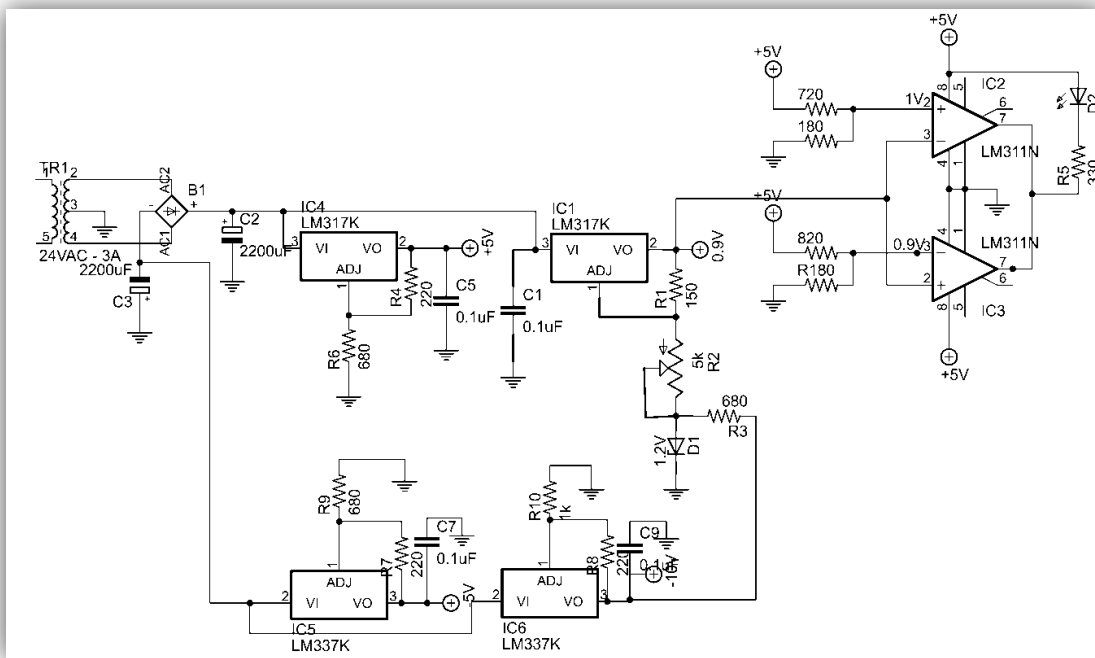 +5V
+5V
IC2
8
5
6
720
1V
2
+
7
D2
180
3
−
4
1
LM311N
R5
330
TR1
1
2
AC2
B1
3
-
+
5
4
AC1
24VAC - 3A
2200uF
C3
+
+
C2
2200uF
IC4
LM317K
3
VI
VO
2
ADJ
1
+5V
R4
220
C5
0.1uF
R6
680
IC1
LM317K
3
VI
VO
2
ADJ
1
0.9V
C1
0.1uF
R1
150
5k
R2
680
R3
1.2V
D1
+5V
820
0.9V
3
−
R180
2
+
4
1
LM311N
7
6
8
5
IC3
+5V
R9
680
R7
220
C7
0.1uF
1
ADJ
2
VI
VO
3
-5V
IC5
LM337K
R10
1k
R8
220
C9
0.1uF
-10V
1
ADJ
2
VI
VO
3
IC6
LM337K